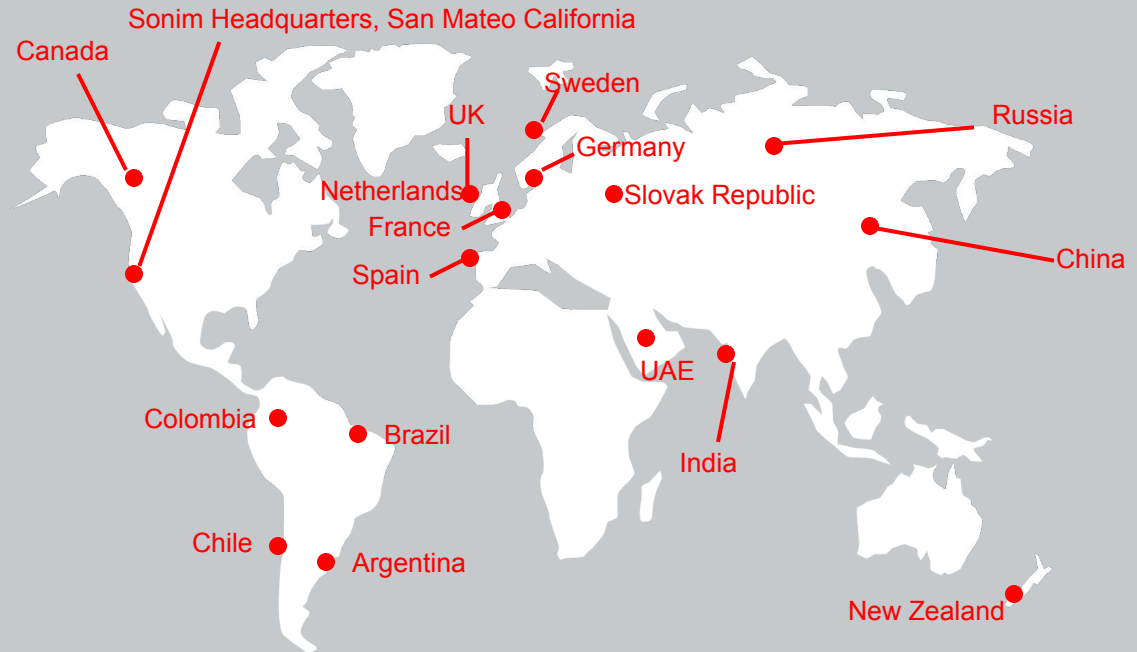 Sonim Headquarters, San Mateo California
Canada
Sweden
UK
Russia
Germany
Netherlands
Slovak Republic
France
China
Spain
UAE
Colombia
Brazil
India
Chile
Argentina
New Zealand